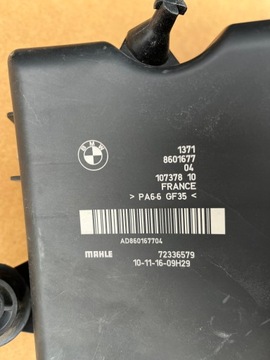 BMW
1371
8601677
04
107378 10
FRANCE
> PA6-6 GF35 <
AD860167704
MAHLE
72336579
10-11-16-09H29